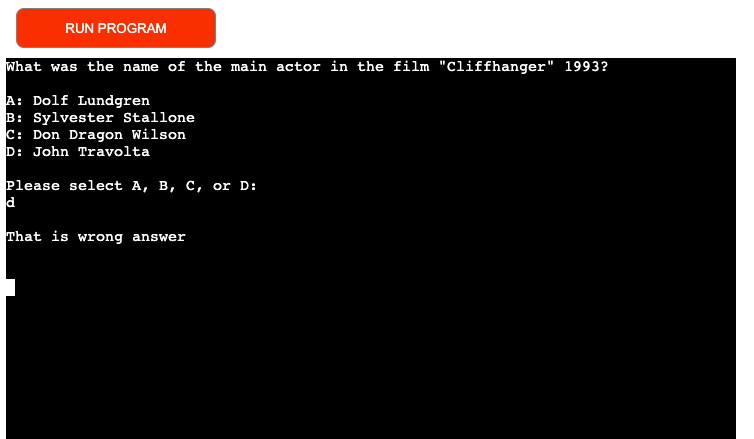 RUN PROGRAM
What was the name of the main actor in the film "Cliffhanger" 1993?
A: Dolf Lundgren
B: Sylvester Stallone
C: Don Dragon Wilson
D: John Travolta
Please select A, B, C, or D:
d
That is wrong answer